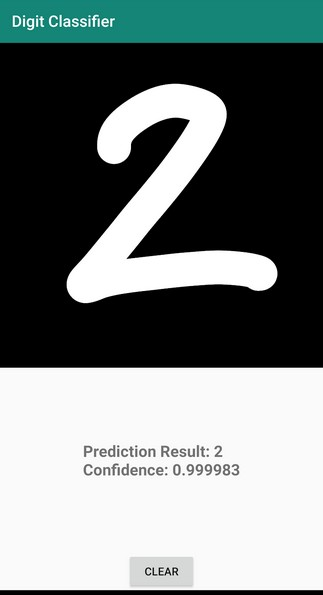 Digit Classifier
2
Prediction Result: 2
Confidence: 0.999983
CLEAR